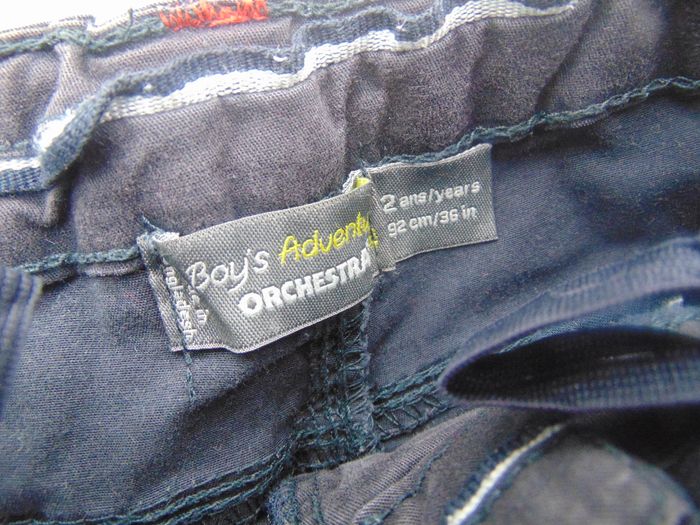 Boy's Adventu
ORCHESTRA
2 ans/years
92 cm/36 in